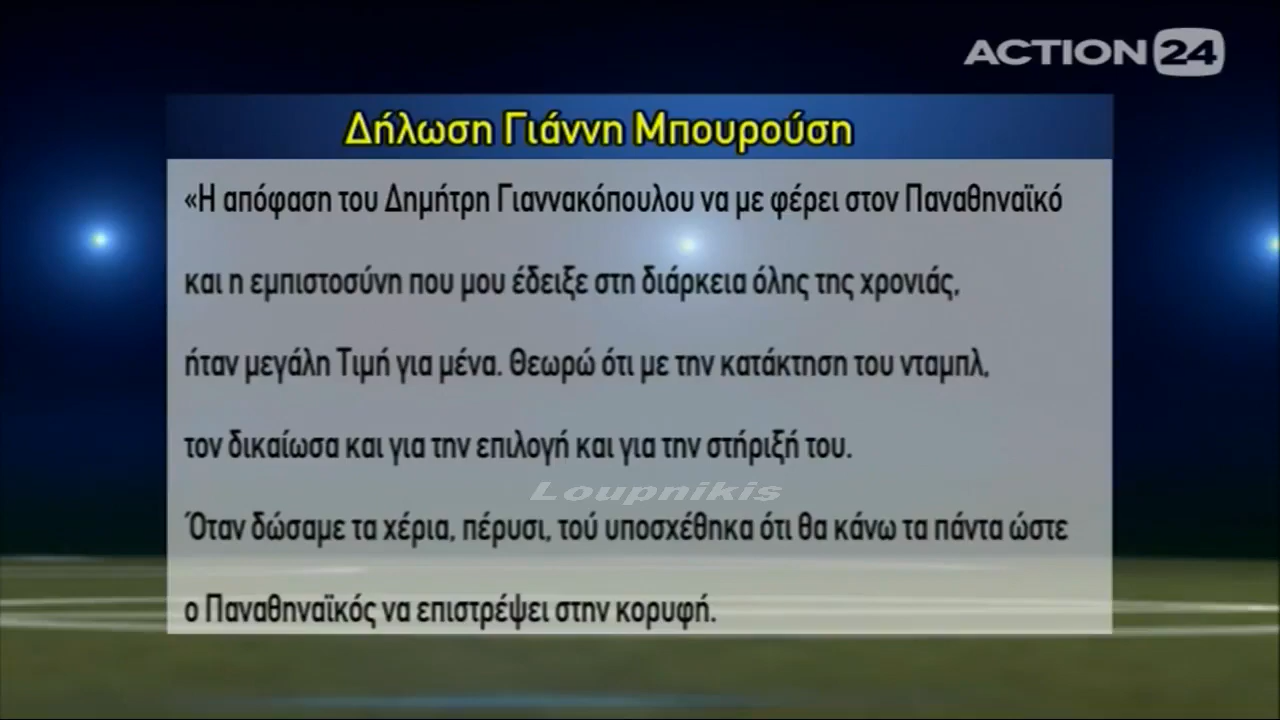 ACTION 24
Δήλωση Γιάννη Μπουρούση
«Η απόφαση του Δημήτρη Γιαννακόπουλου να με φέρει στον Παναθηναϊκό
και η εμπιστοσύνη που μου έδειξε στη διάρκεια όλης της χρονιάς,
ήταν μεγάλη Τιμή για μένα. Θεωρώ ότι με την κατάκτηση του νταμπλ,
τον δικαίωσα και για την επιλογή και για την στήριξή του.
Loupnikis
Όταν δώσαμε τα χέρια, πέρυσι, τού υποσχέθηκα ότι θα κάνω τα πάντα ώστε
ο Παναθηναϊκός να επιστρέψει στην κορυφή.